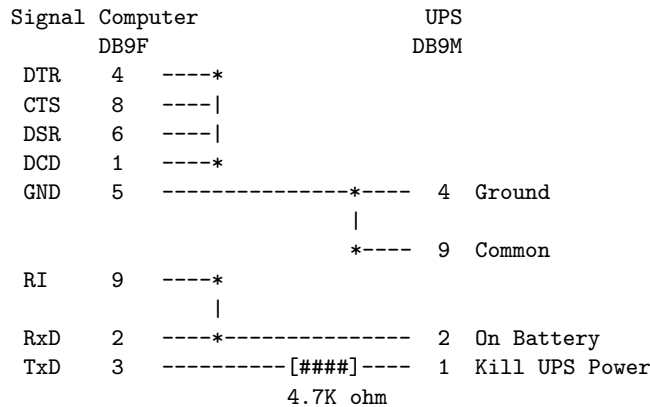 Signal Computer                    UPS
       DB9F                       DB9M
 DTR    4   ----*
 CTS    8   ----|
 DSR    6   ----|
 DCD    1   ----*
 GND    5   ---------------*----  4  Ground
                           |
                           *----  9  Common
 RI     9   ----*
                |
 RxD    2   ----*---------------  2  On Battery
 TxD    3   ----------[####]----  1  Kill UPS Power
                      4.7K ohm